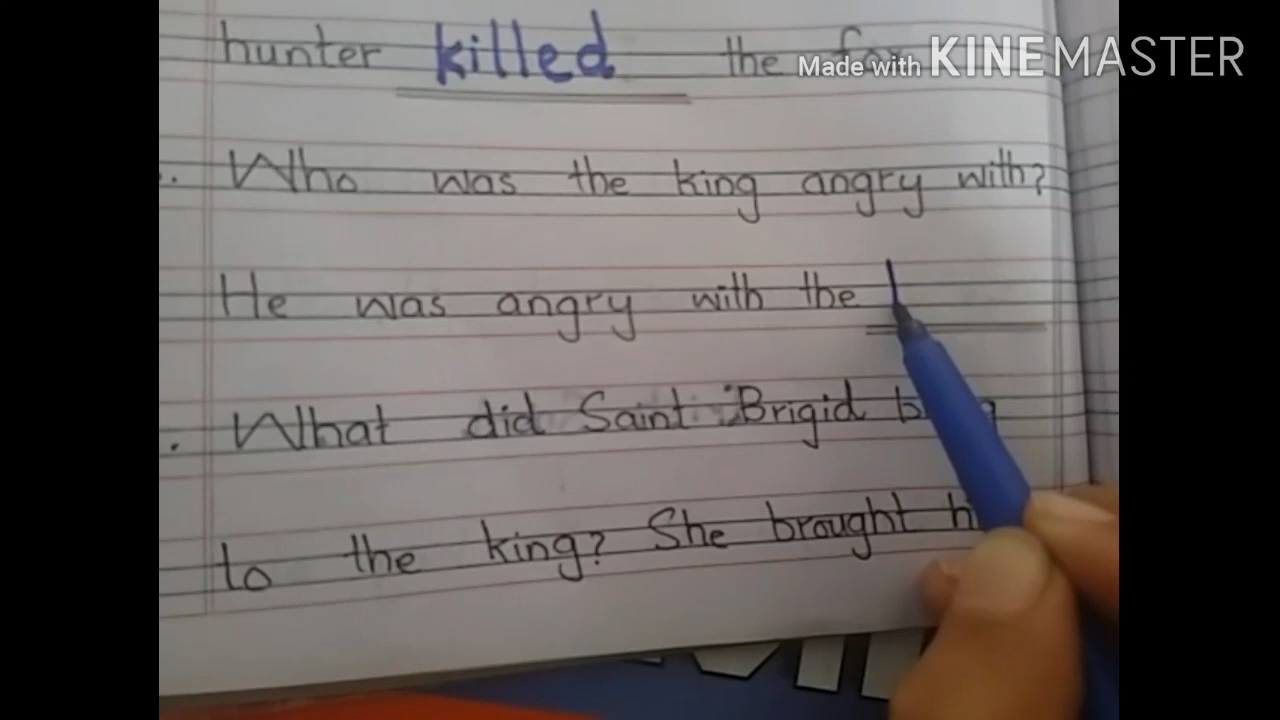 hunter killed the
Made with KINEMASTER
. Who was the king angry with?
He was angry with the
. What did Saint Brigid
to the king? She brought